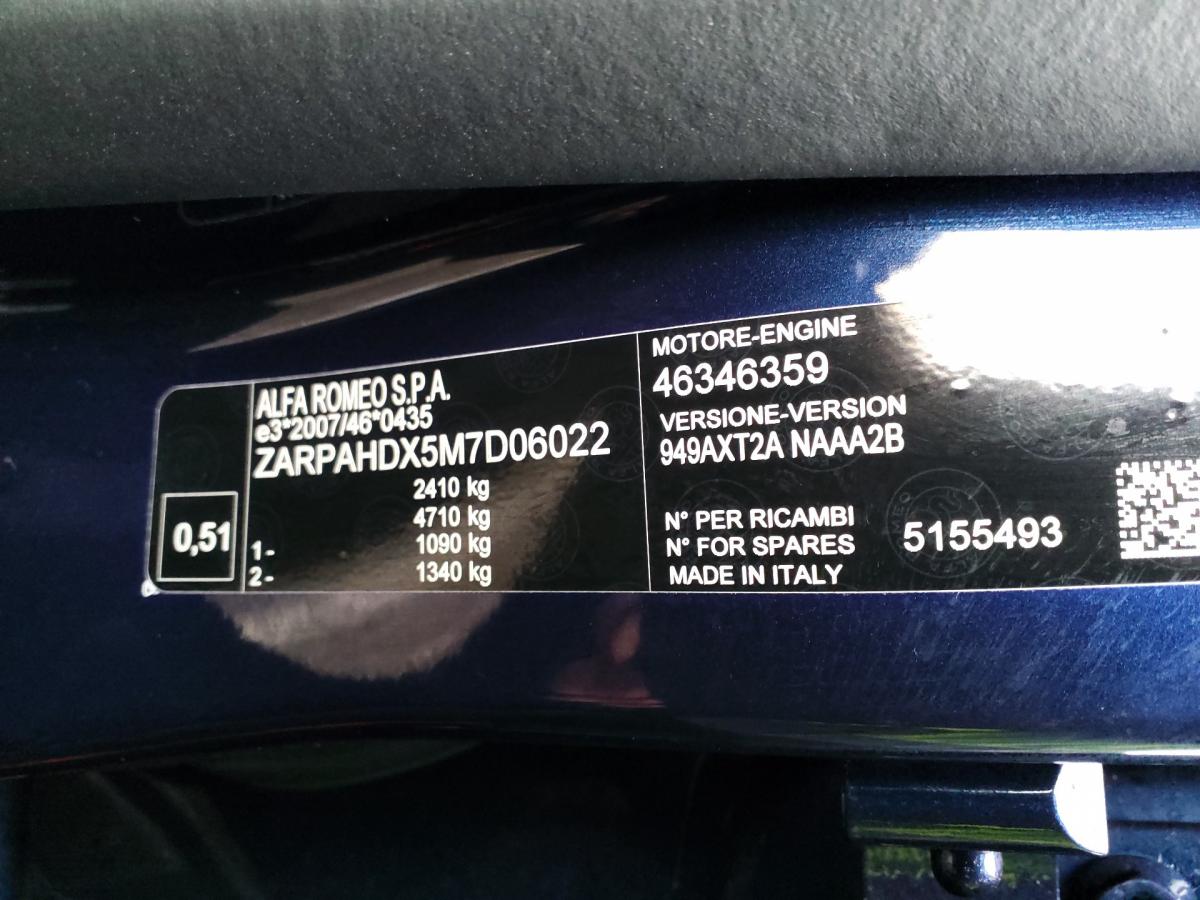 ALFA ROMEO S.P.A.
e3*2007/46*0435
ZARPAHDX5M7D06022
2410 kg
4710 kg
1- 1090 kg
2- 1340 kg
0,51
MOTORE-ENGINE
46346359
VERSIONE-VERSION
949AXT2A NAAA2B
N° PER RICAMBI
N° FOR SPARES 5155493
MADE IN ITALY